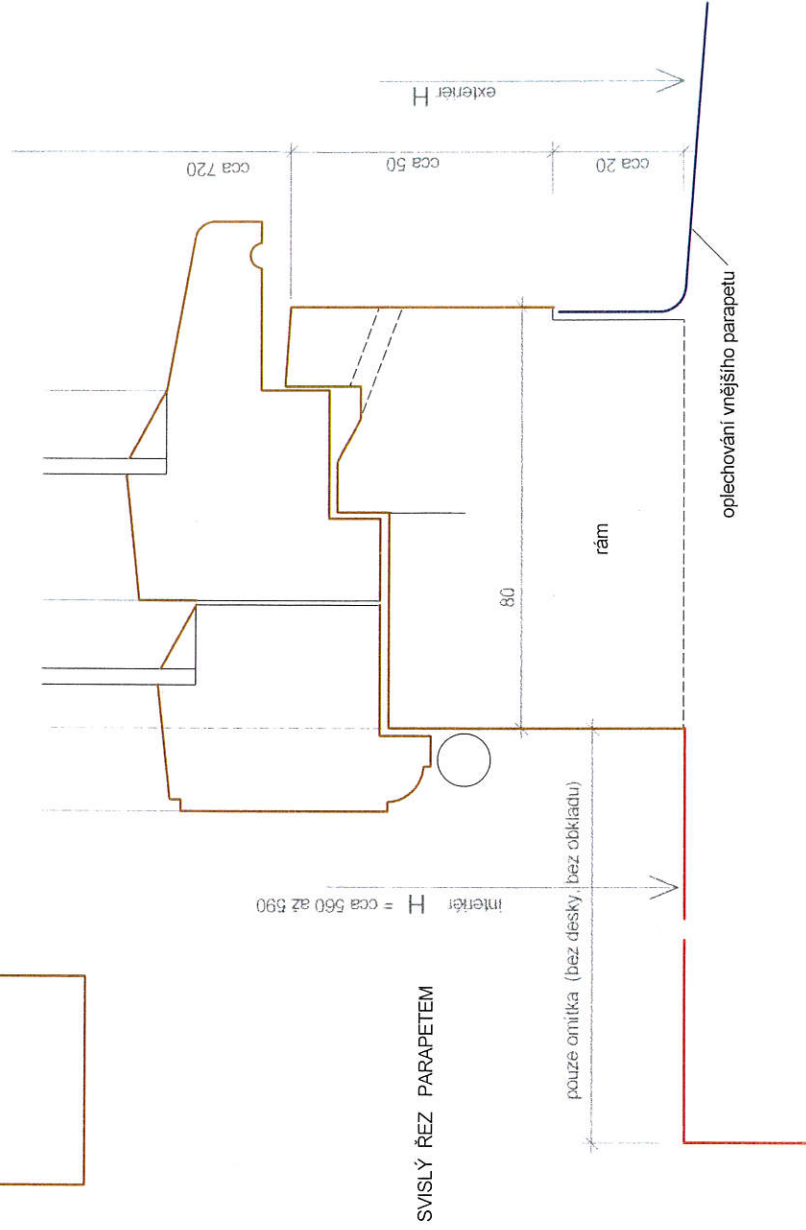 exteriér H
cca 720
cca 50
cca 20
oplechování vnějšího parapetu
rám
80
interiér H = cca 560 až 590
pouze omítka (bez desky, bez obkladu)
SVISLÝ ŘEZ PARAPETEM